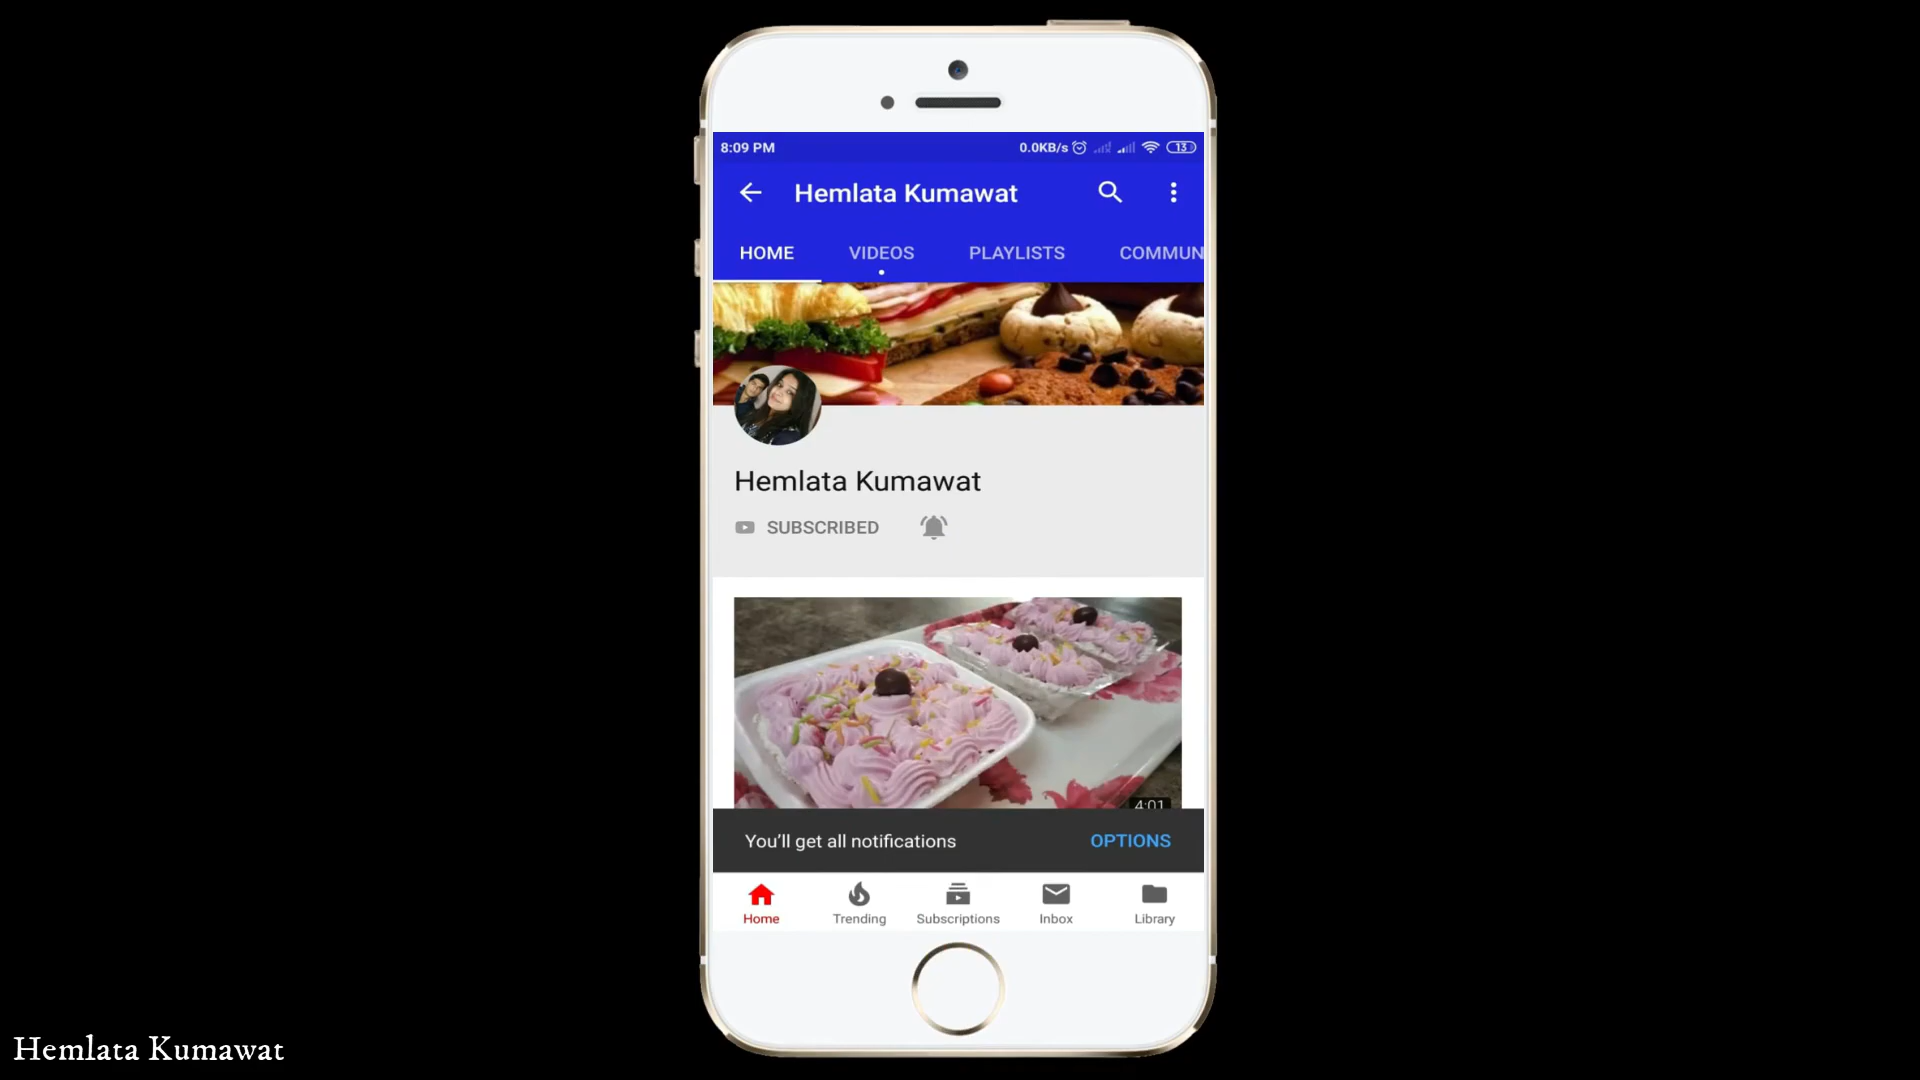 8:09 PM
0.0KB/s
13
Hemlata Kumawat
HOME
VIDEOS
PLAYLISTS
COMMUN
Hemlata Kumawat
SUBSCRIBED
4:01
You'll get all notifications
OPTIONS
Home
Trending
Subscriptions
Inbox
Library
Hemlata Kumawat